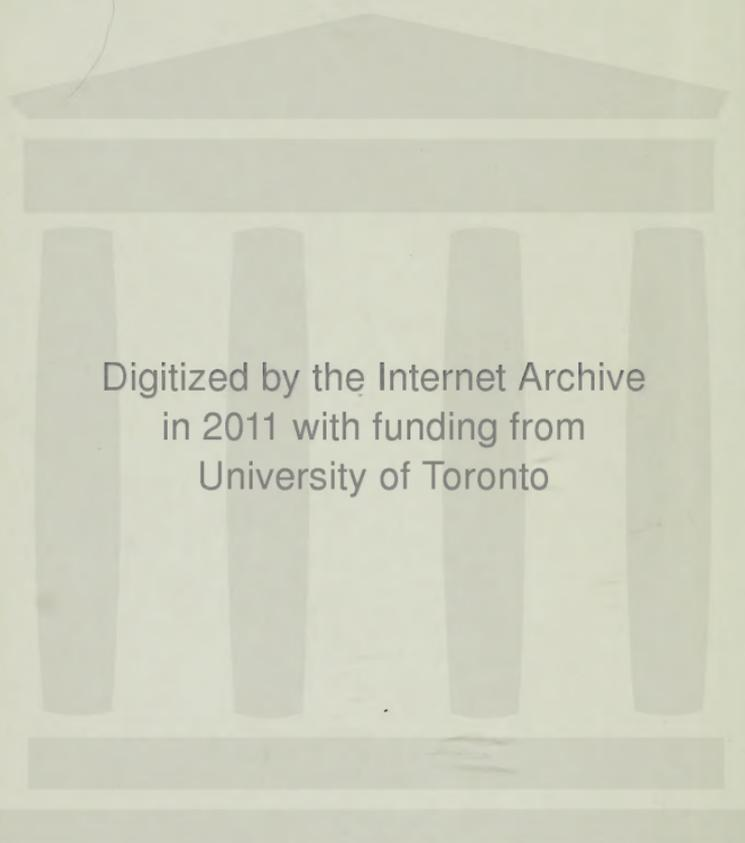 Digitized by the Internet Archive
in 2011 with funding from
University of Toronto